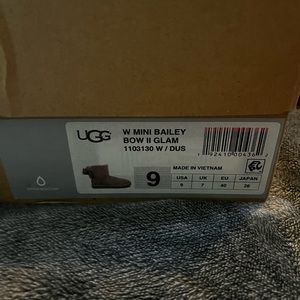 UGG
W MINI BAILEY
BOW II GLAM
1103130 W / DUS
MADE IN VIETNAM
9
USA UK EU JAPAN
9 7 40 26